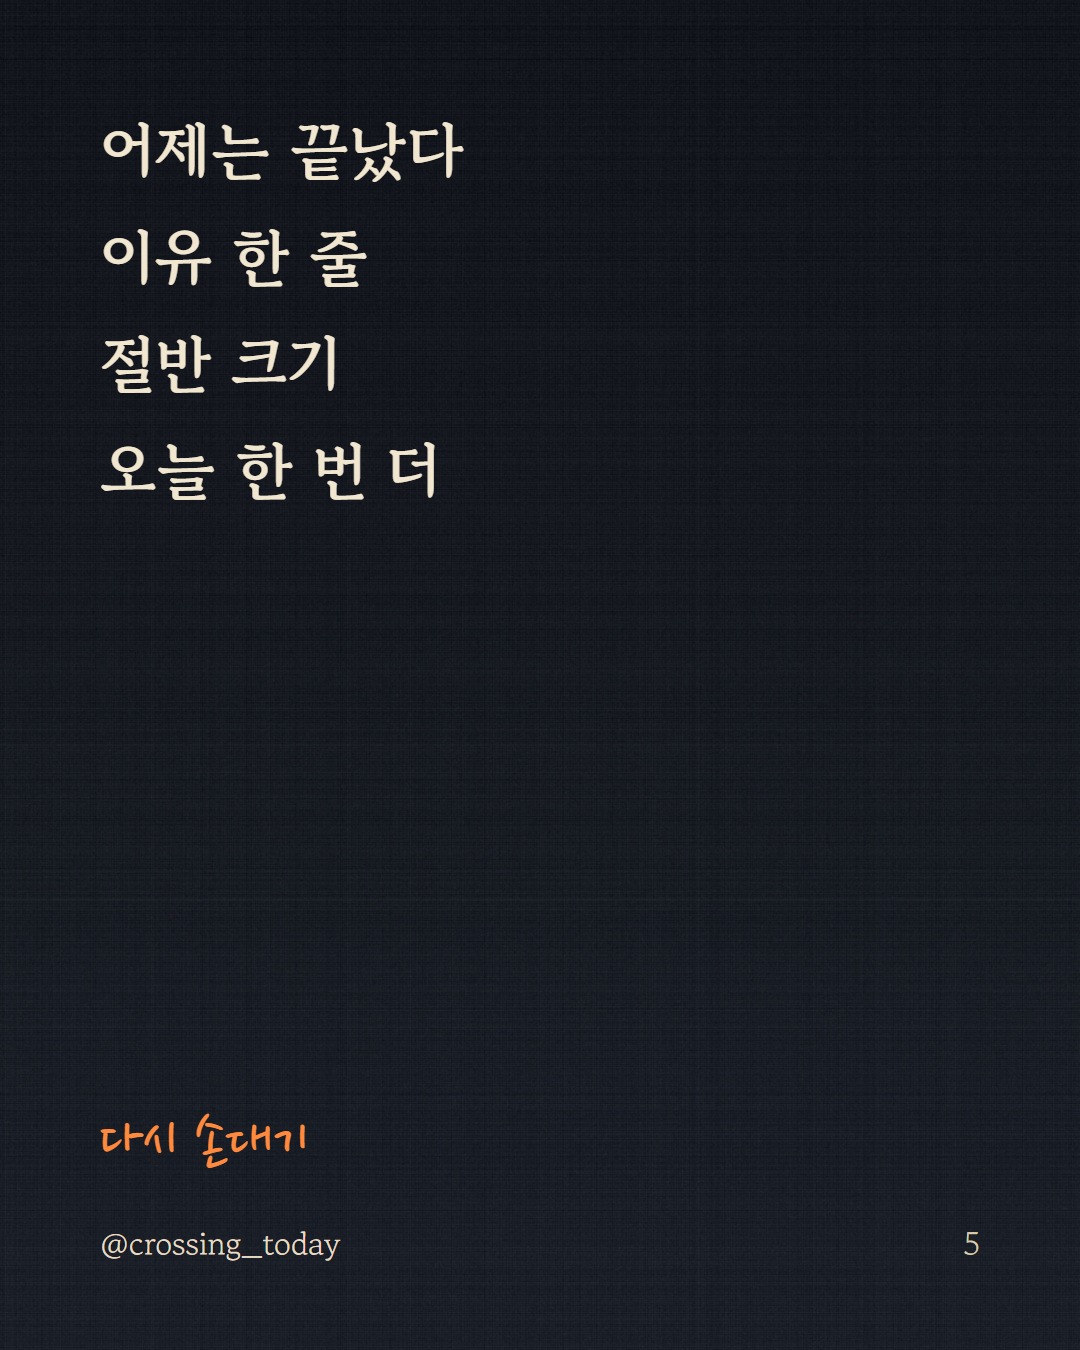 어제는 끝났다
이유 한 줄
절반 크기
오늘 한 번 더
다시 손대기
@crossing_today
5